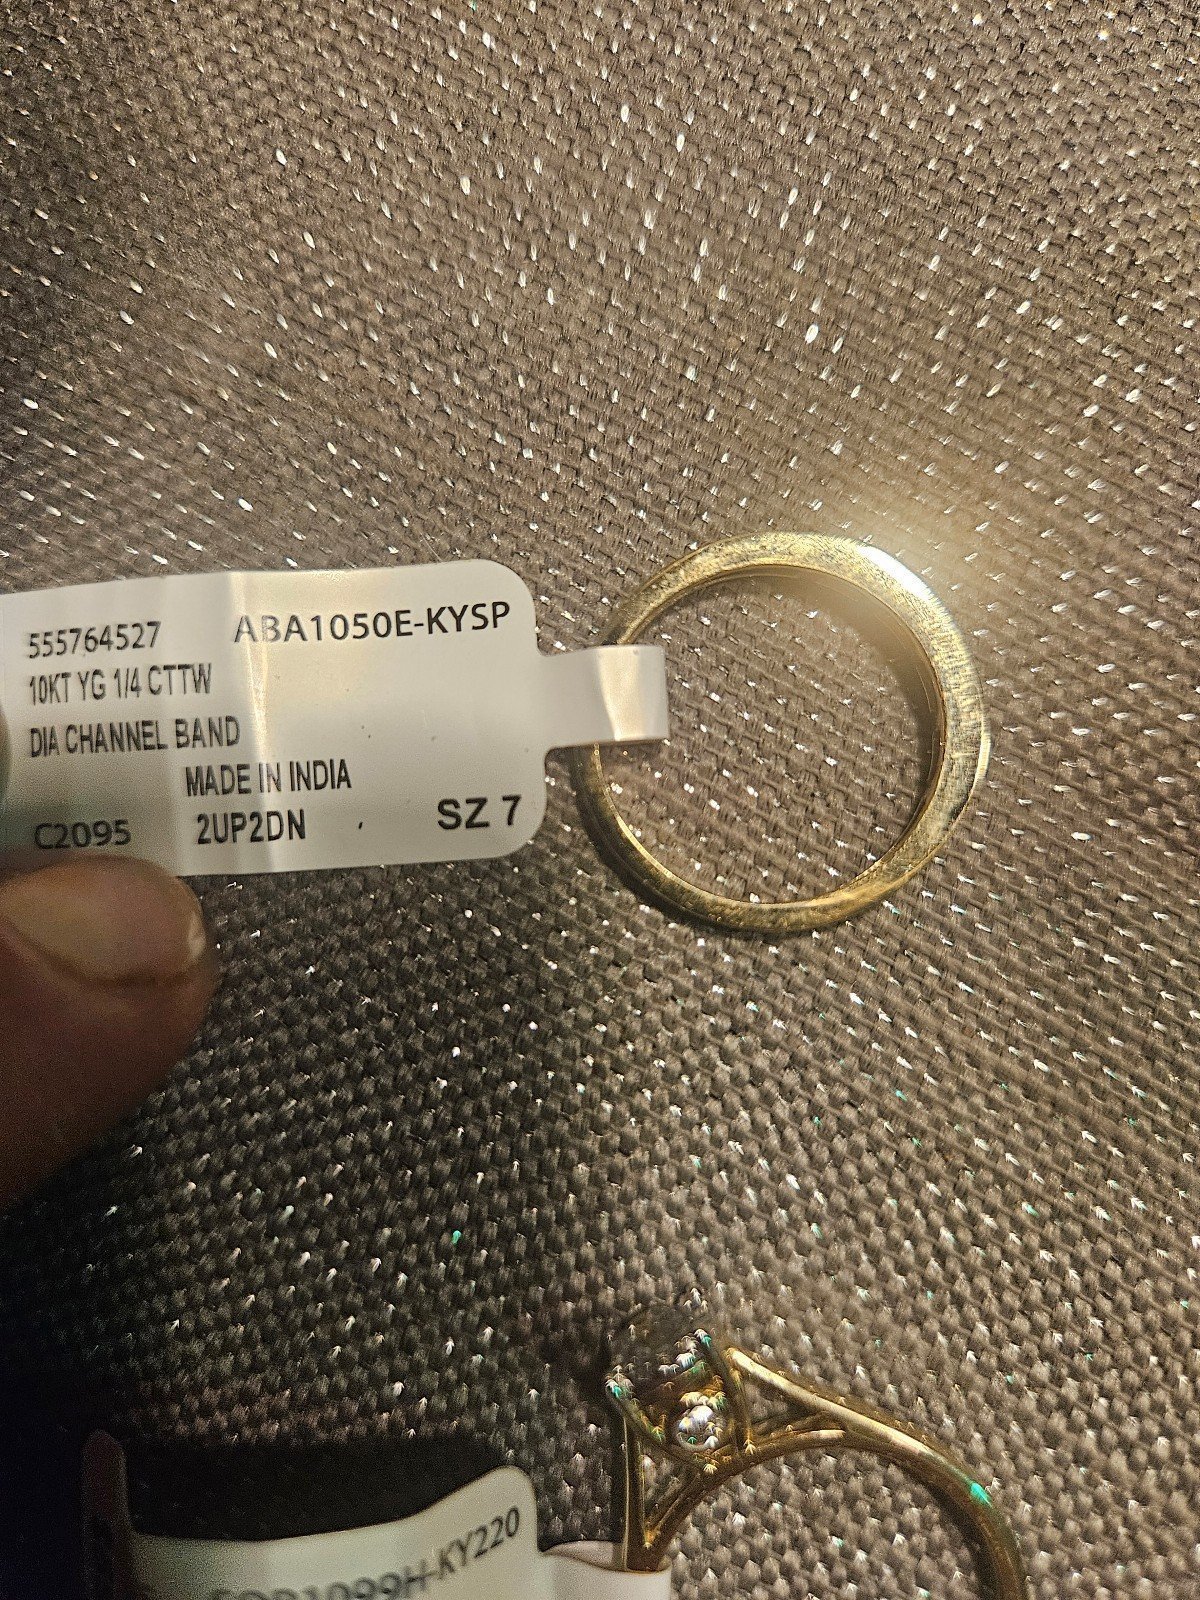 555764527 ABA1050E-KYSP
10KT YG 1/4 CTTW
DIA CHANNEL BAND
MADE IN INDIA
C2095 2UP2DN SZ 7